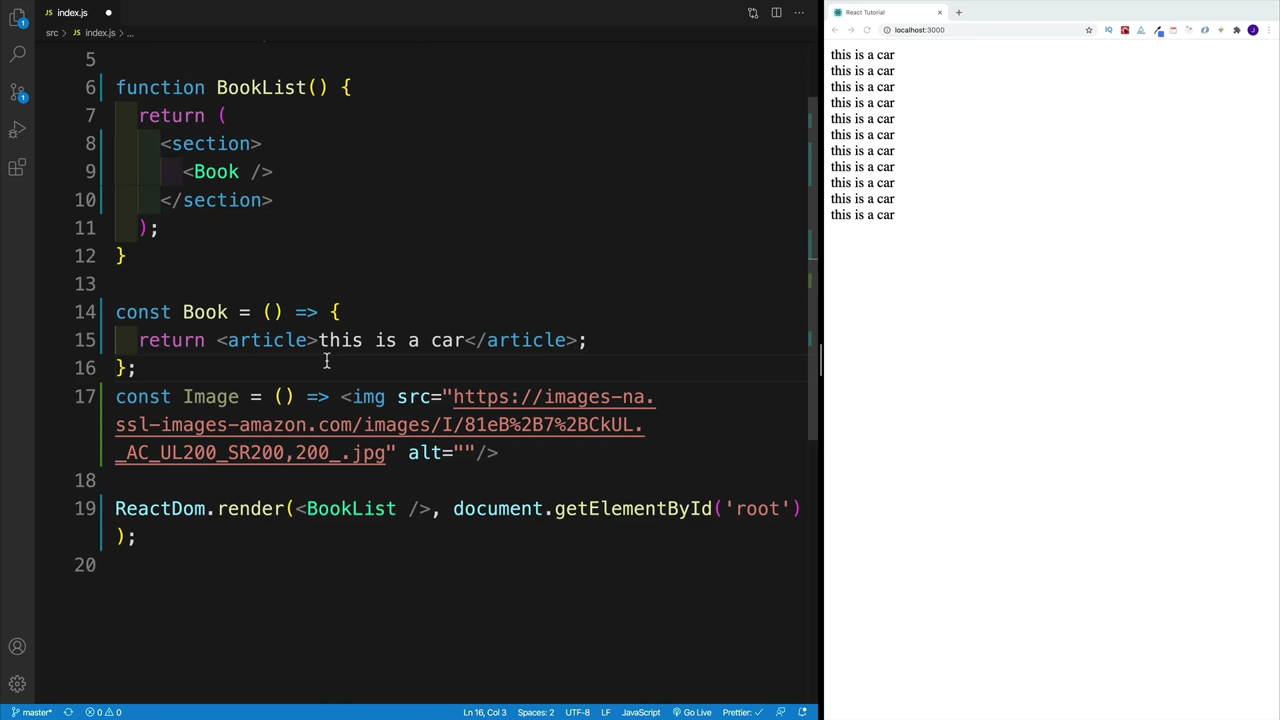 index.js
React Tutorial
src > index.js > ...
localhost:3000
5
6 function BookList() {
7 return (
8 <section>
9 <Book />
10 </section>
11 );
12 }
13
14 const Book = () => {
15 return <article>this is a car</article>;
16 };
17 const Image = () => <img src="https://images-na.
ssl-images-amazon.com/images/I/81eB%2B7%2BCkUL.
_AC_UL200_SR200,200_.jpg" alt=""/>
18
19 ReactDom.render(<BookList />, document.getElementById('root')
);
20
this is a car
this is a car
this is a car
this is a car
this is a car
this is a car
this is a car
this is a car
this is a car
this is a car
this is a car
1
1
IQ
J
master* 0 0 Ln 16, Col 3 Spaces: 2 UTF-8 LF JavaScript Go Live Prettier: ✓